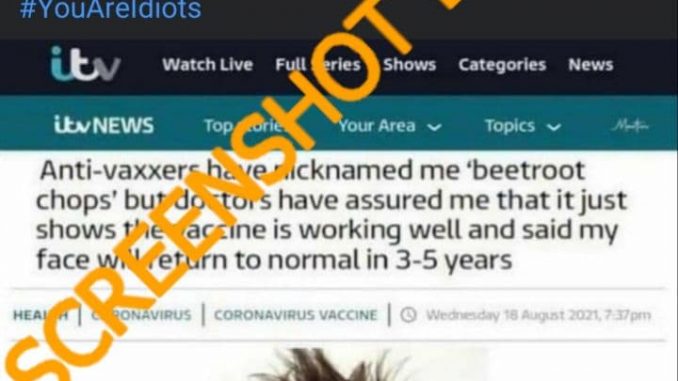 #YouAreIdiots
itv Watch Live Full Series Shows Categories News
itv NEWS Top Stories Your Area Topics
Anti-vaxxers have nicknamed me ‘beetroot
chops’ but doctors have assured me that it just
shows the vaccine is working well and said my
face will return to normal in 3-5 years
HEALTH | CORONAVIRUS | CORONAVIRUS VACCINE | Wednesday 18 August 2021, 7:37pm
SCREENSHOT